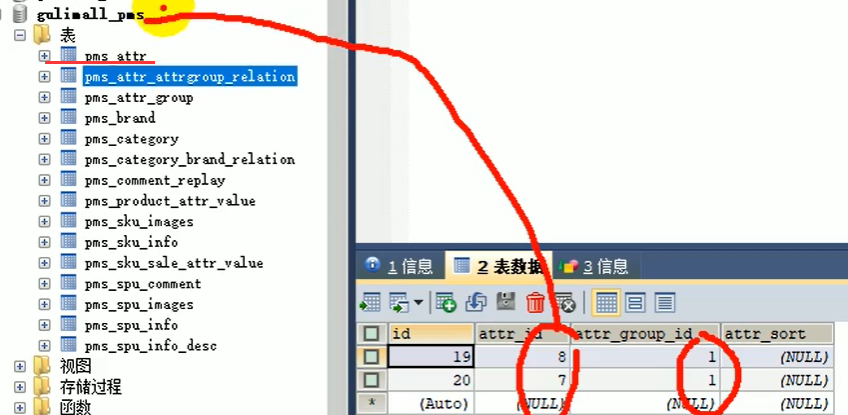 gulimall_pms
表
pms_attr
pms_attr_attrgroup_relation
pms_attr_group
pms_brand
pms_category
pms_category_brand_relation
pms_comment_replay
pms_product_attr_value
pms_sku_images
pms_sku_info
pms_sku_sale_attr_value
pms_spu_comment
pms_spu_images
pms_spu_info
pms_spu_info_desc
视图
存储过程
函数
1 信息 2 表数据 3 信息
id attr_id attr_group_id attr_sort
19 8 1 (NULL)
20 7 1 (NULL)
* (Auto) (NULL) (NULL) (NULL)